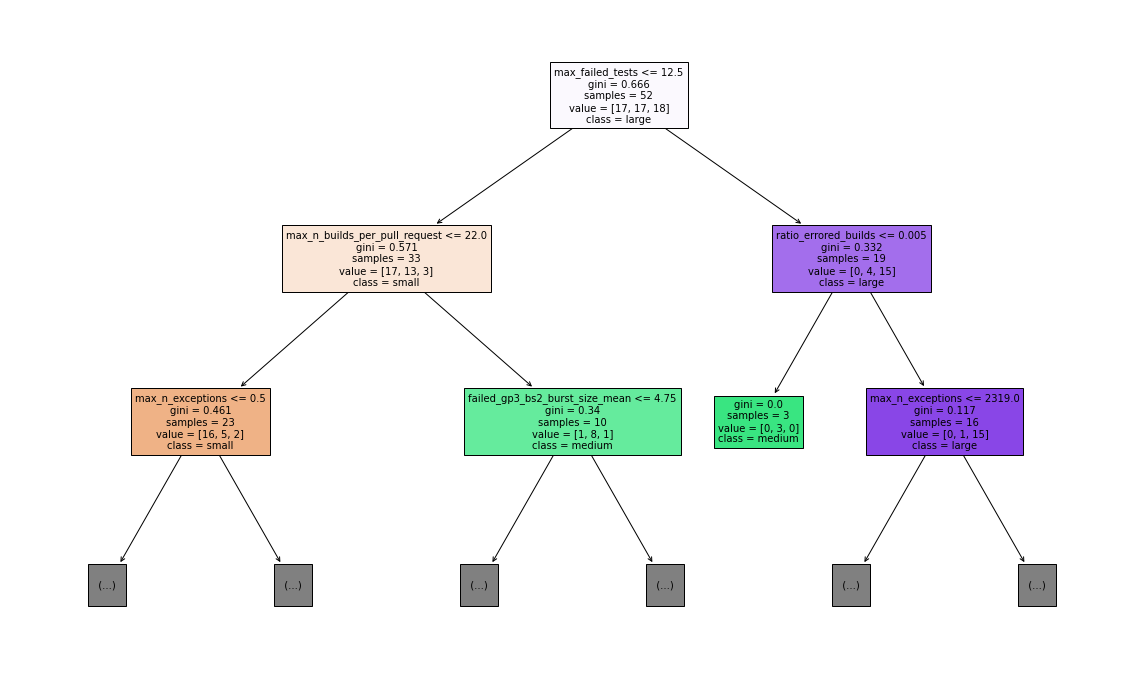 max_failed_tests <= 12.5
gini = 0.666
samples = 52
value = [17, 17, 18]
class = large
max_n_builds_per_pull_request <= 22.0
gini = 0.571
samples = 33
value = [17, 13, 3]
class = small
ratio_errored_builds <= 0.005
gini = 0.332
samples = 19
value = [0, 4, 15]
class = large
max_n_exceptions <= 0.5
gini = 0.461
samples = 23
value = [16, 5, 2]
class = small
failed_gp3_bs2_burst_size_mean <= 4.75
gini = 0.34
samples = 10
value = [1, 8, 1]
class = medium
gini = 0.0
samples = 3
value = [0, 3, 0]
class = medium
max_n_exceptions <= 2319.0
gini = 0.117
samples = 16
value = [0, 1, 15]
class = large
(...)
(...)
(...)
(...)
(...)
(...)